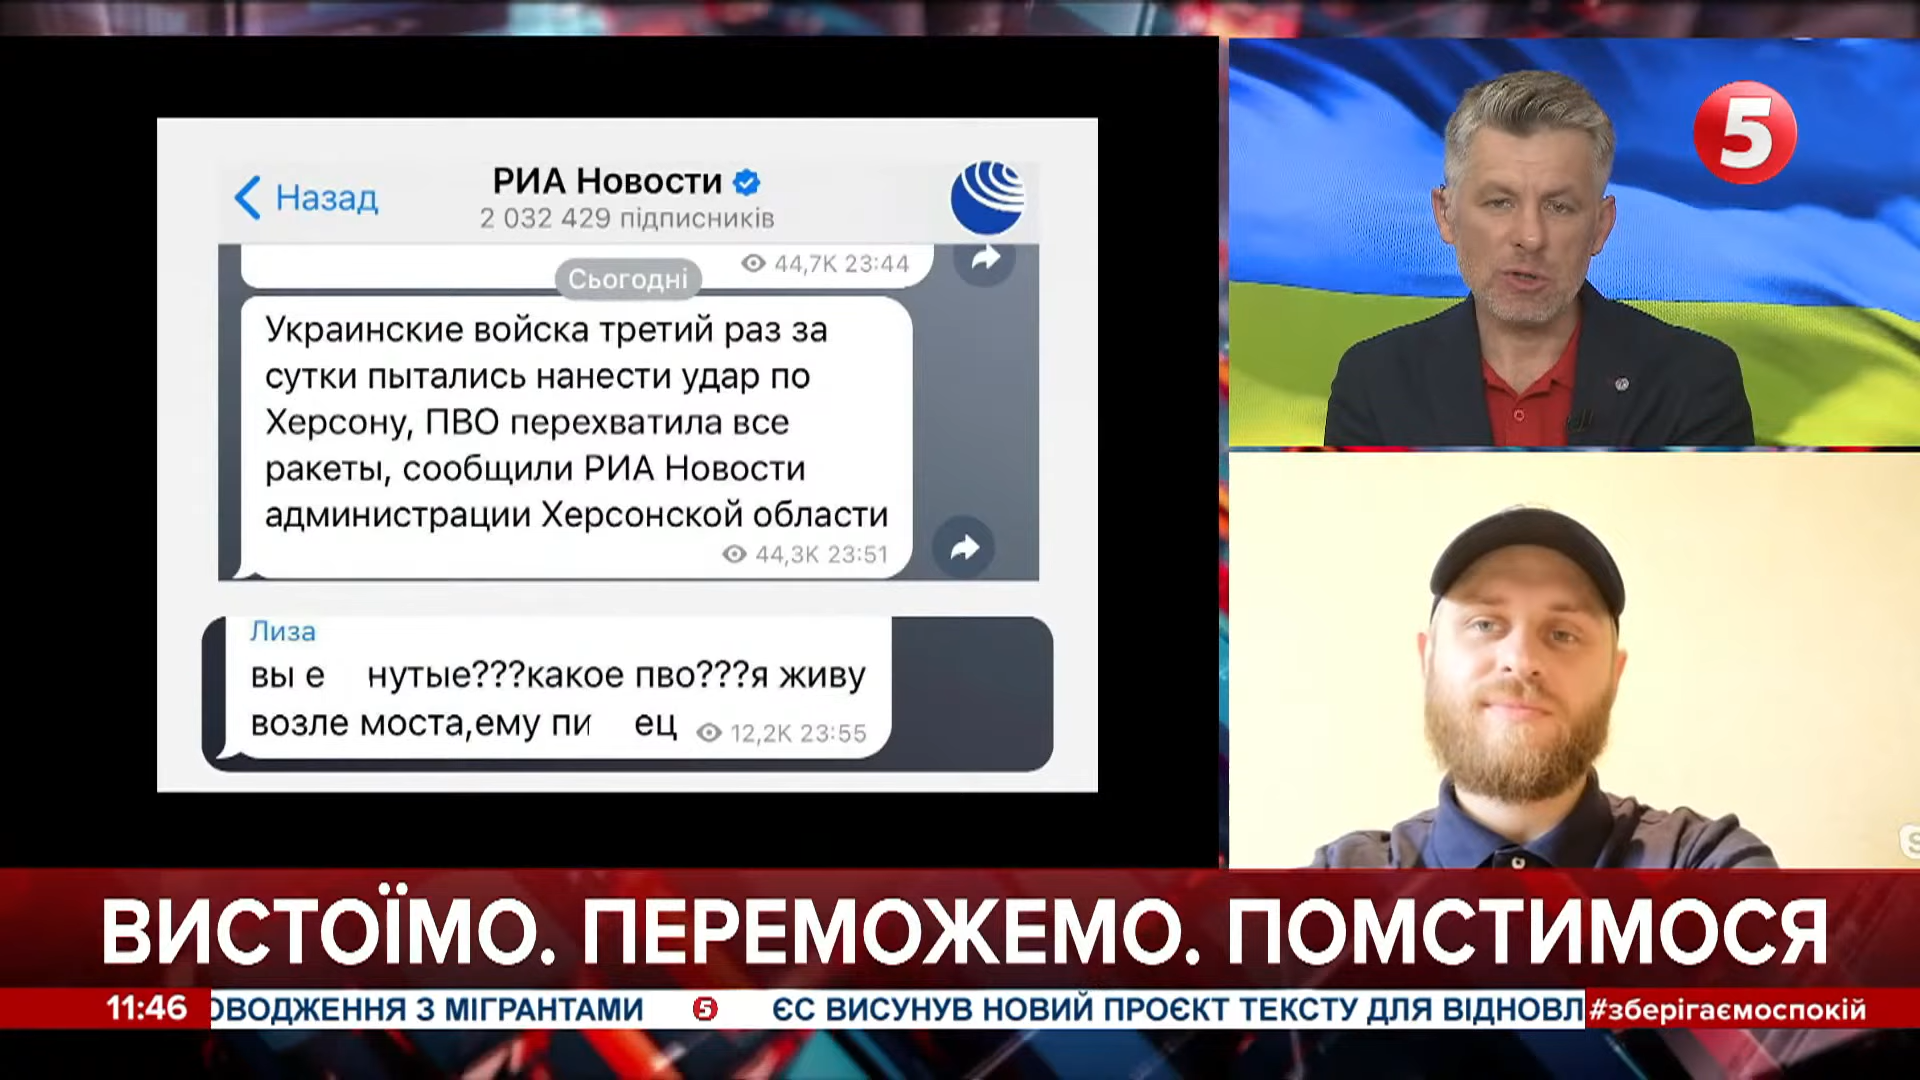 Назад
РИА Новости
2 032 429 підписників
44,7K 23:44
Сьогодні
Украинские войска третий раз за
сутки пытались нанести удар по
Херсону, ПВО перехватила все
ракеты, сообщили РИА Новости
администрации Херсонской области
44,3K 23:51
Лиза
вы е нутые???какое пво???я живу
возле моста,ему пи ец
12,2K 23:55
5
S
ВИСТОЇМО. ПЕРЕМОЖЕМО. ПОМСТИМОСЯ
11:46
ОВОДЖЕННЯ З МІГРАНТАМИ 5 ЄС ВИСУНУВ НОВИЙ ПРОЄКТ ТЕКСТУ ДЛЯ ВІДНОВЛ
#зберігаємоспокій